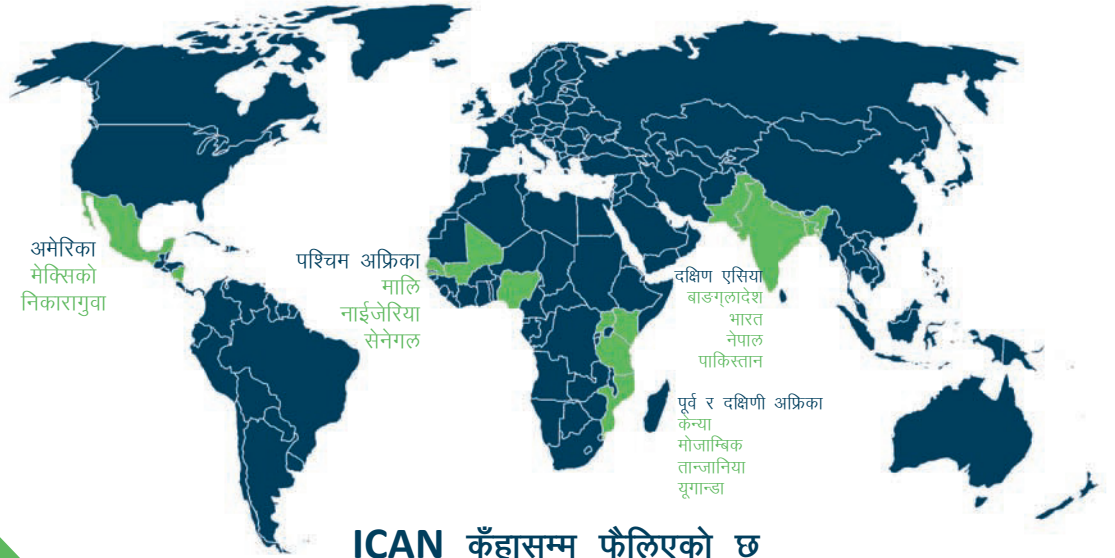 अमेरिका
मेक्सिको
निकारागुवा
पश्चिम अफ्रिका
मालि
नाईजेरिया
सेनेगल
दक्षिण एसिया
बाङ्लादेश
भारत
नेपाल
पाकिस्तान
पूर्व र दक्षिणी अफ्रिका
केन्या
मोजाम्बिक
तान्जानिया
यूगान्डा
ICAN कँहासम्म फैलिएको छ